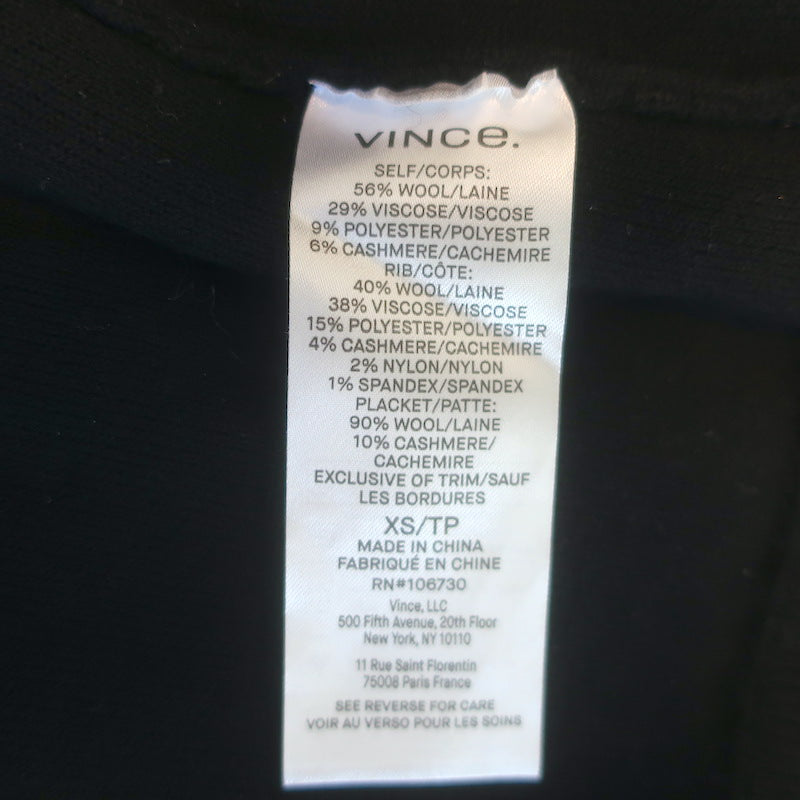 VINCE.
SELF/CORPS:
56% WOOL/LAINE
29% VISCOSE/VISCOSE
9% POLYESTER/POLYESTER
6% CASHMERE/CACHEMIRE
RIB/CÔTE:
40% WOOL/LAINE
38% VISCOSE/VISCOSE
15% POLYESTER/POLYESTER
4% CASHMERE/CACHEMIRE
2% NYLON/NYLON
1% SPANDEX/SPANDEX
PLACKET/PATTE:
90% WOOL/LAINE
10% CASHMERE/
CACHEMIRE
EXCLUSIVE OF TRIM/SAUF
LES BORDURES
XS/TP
MADE IN CHINA
FABRIQUÉ EN CHINE
RN#106730
Vince, LLC
500 Fifth Avenue, 20th Floor
New York, NY 10110
11 Rue Saint Florentin
75008 Paris France
SEE REVERSE FOR CARE
VOIR AU VERSO POUR LES SOINS